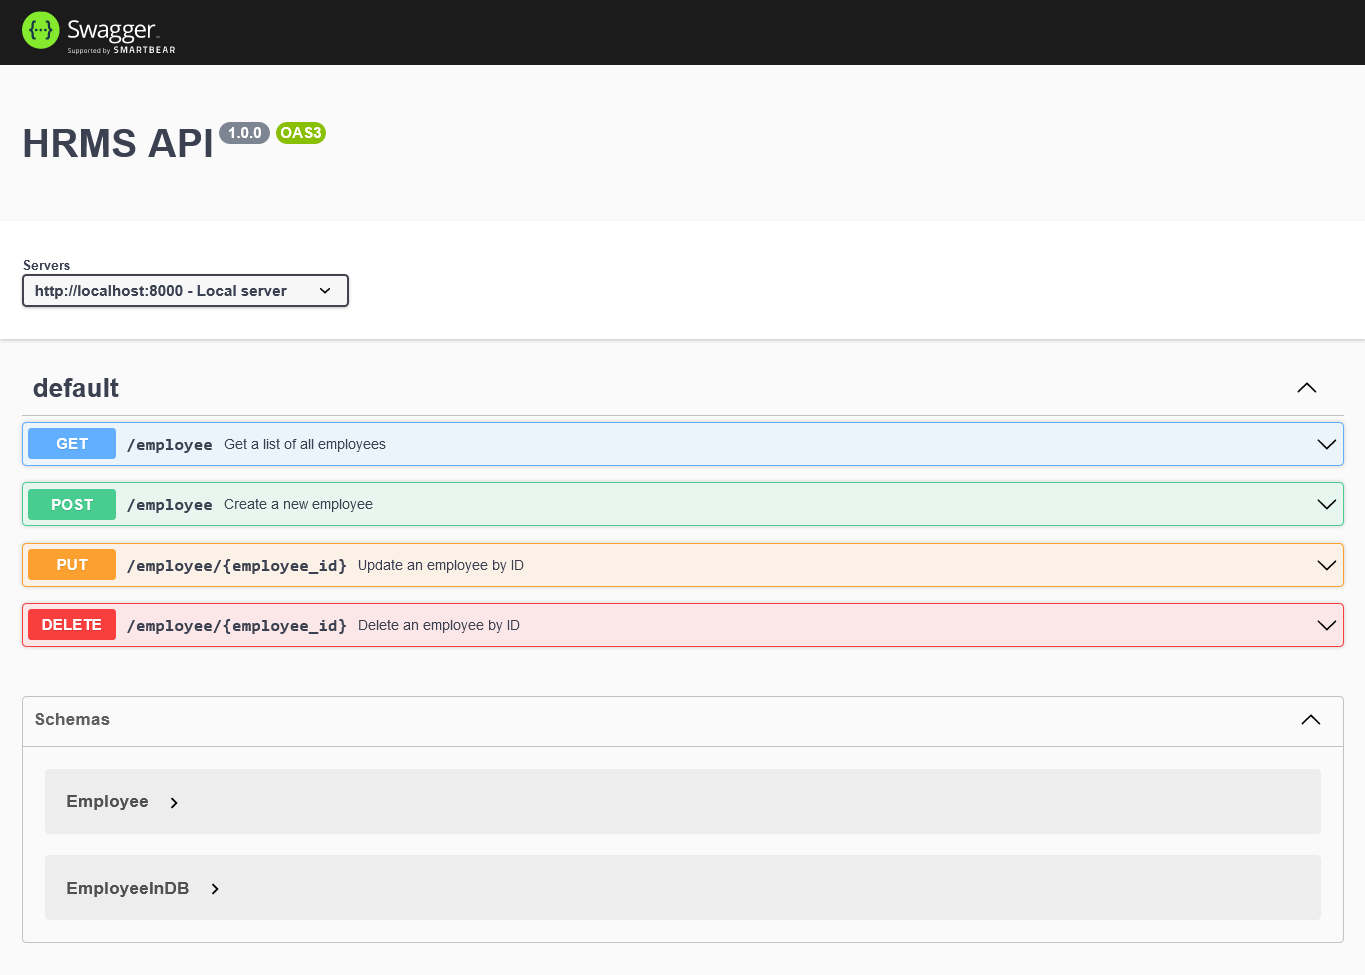 {···} Swagger™
Supported by SMARTBEAR
HRMS API 1.0.0 OAS3
Servers
http://localhost:8000 - Local server
default
GET /employee Get a list of all employees
POST /employee Create a new employee
PUT /employee/{employee_id} Update an employee by ID
DELETE /employee/{employee_id} Delete an employee by ID
Schemas
Employee
EmployeeInDB